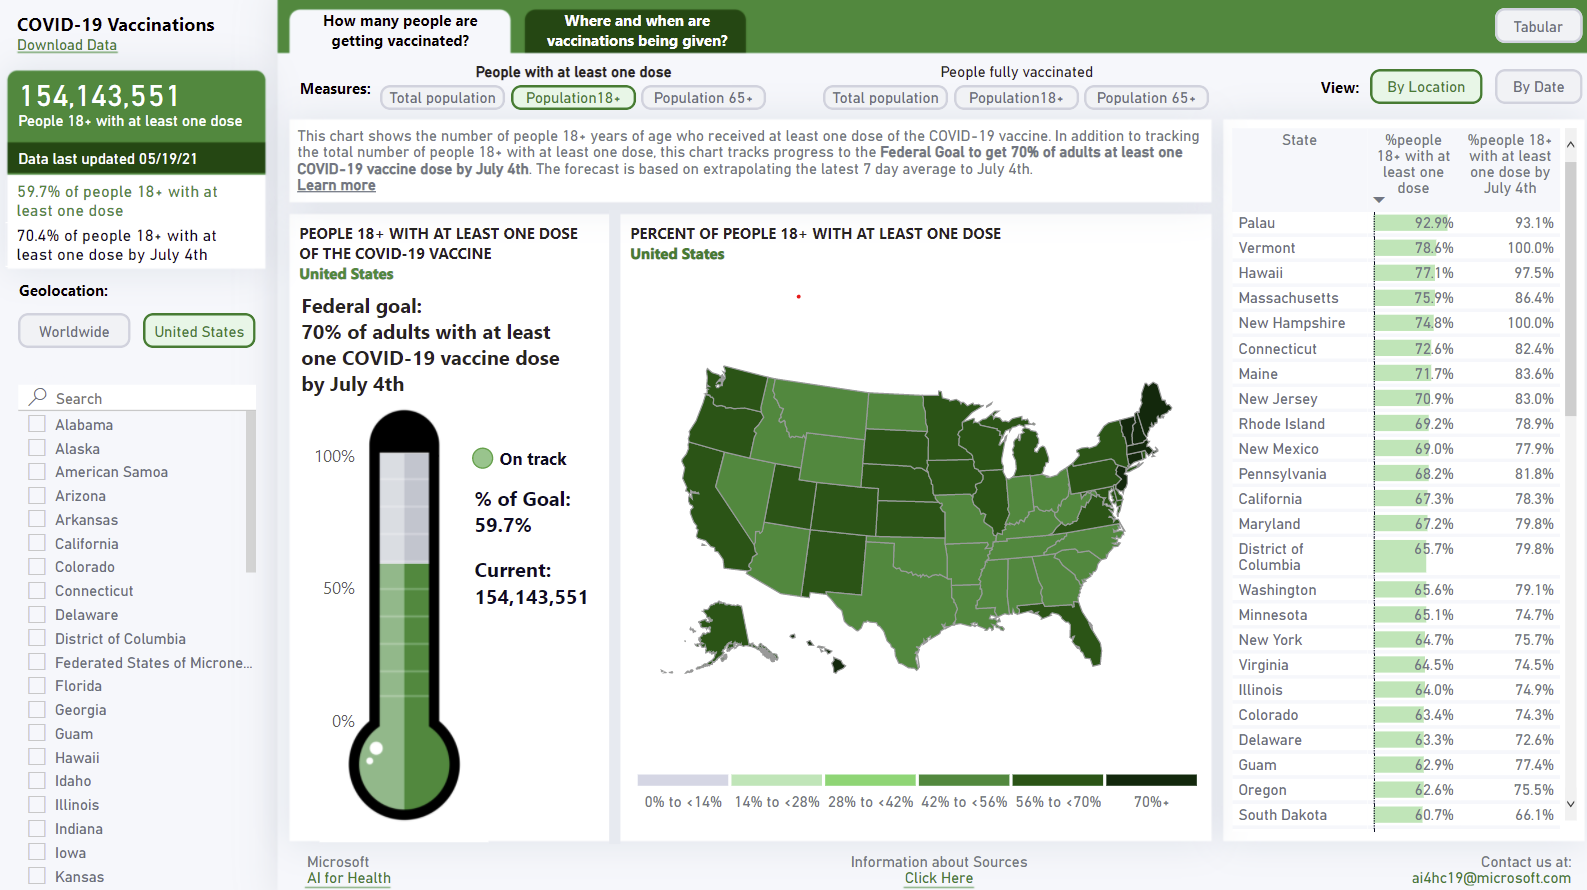 COVID-19 Vaccinations
Download Data
154,143,551
People 18+ with at least one dose
Data last updated 05/19/21
59.7% of people 18+ with at
least one dose
70.4% of people 18+ with at
least one dose by July 4th
Geolocation:
Worldwide
United States
Search
Alabama
Alaska
American Samoa
Arizona
Arkansas
California
Colorado
Connecticut
Delaware
District of Columbia
Federated States of Microne...
Florida
Georgia
Guam
Hawaii
Idaho
Illinois
Indiana
Iowa
Kansas
How many people are
getting vaccinated?
Where and when are
vaccinations being given?
Tabular
Measures:
People with at least one dose
Total population
Population18+
Population 65+
People fully vaccinated
Total population
Population18+
Population 65+
View:
By Location
By Date
This chart shows the number of people 18+ years of age who received at least one dose of the COVID-19 vaccine. In addition to tracking
the total number of people 18+ with at least one dose, this chart tracks progress to the Federal Goal to get 70% of adults at least one
COVID-19 vaccine dose by July 4th. The forecast is based on extrapolating the latest 7 day average to July 4th.
Learn more
PEOPLE 18+ WITH AT LEAST ONE DOSE
OF THE COVID-19 VACCINE
United States
Federal goal:
70% of adults with at least
one COVID-19 vaccine dose
by July 4th
100%
50%
0%
On track
% of Goal:
59.7%
Current:
154,143,551
PERCENT OF PEOPLE 18+ WITH AT LEAST ONE DOSE
United States
0% to <14%
14% to <28%
28% to <42%
42% to <56%
56% to <70%
70%+
State
%people
18+ with at
least one
dose
%people 18+
with at least
one dose by
July 4th
Palau 92.9% 93.1%
Vermont 78.6% 100.0%
Hawaii 77.1% 97.5%
Massachusetts 75.9% 86.4%
New Hampshire 74.8% 100.0%
Connecticut 72.6% 82.4%
Maine 71.7% 83.6%
New Jersey 70.9% 83.0%
Rhode Island 69.2% 78.9%
New Mexico 69.0% 77.9%
Pennsylvania 68.2% 81.8%
California 67.3% 78.3%
Maryland 67.2% 79.8%
District of 65.7% 79.8%
Columbia
Washington 65.6% 79.1%
Minnesota 65.1% 74.7%
New York 64.7% 75.7%
Virginia 64.5% 74.5%
Illinois 64.0% 74.9%
Colorado 63.4% 74.3%
Delaware 63.3% 72.6%
Guam 62.9% 77.4%
Oregon 62.6% 75.5%
South Dakota 60.7% 66.1%
Microsoft
AI for Health
Information about Sources
Click Here
Contact us at:
ai4hc19@microsoft.com